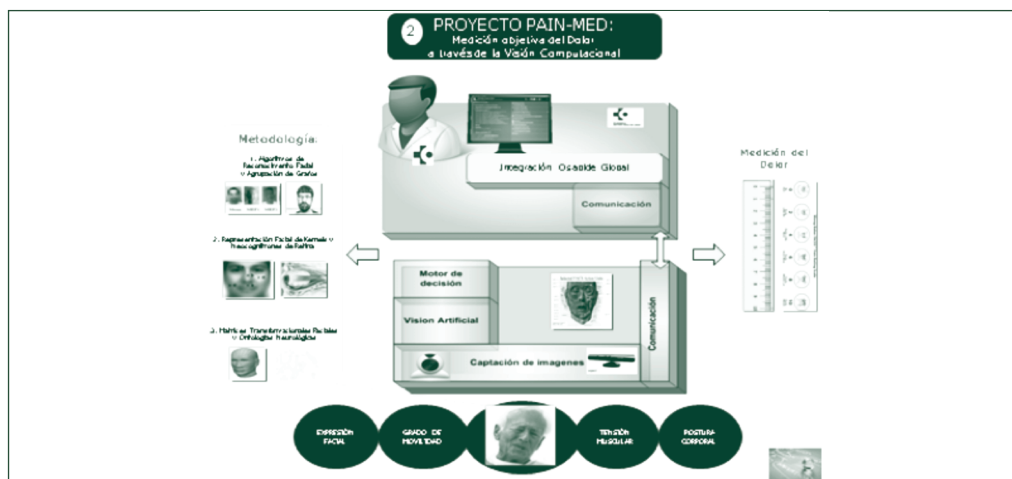 2
PROYECTO PAIN-MED:
Medición objetiva del Dolor
a través de la Visión Computacional
Metodología:
1. Algoritmos de
Reconocimiento Facial
y Agrupación de Grafos
2. Representación Facial de Kernels y
Neocognitrones de Retina
3. Matrices Transformacionales Faciales
y Ontologías Neurológicas
Integración Osabide Global
Comunicación
Motor de
decisión
Vision Artificial
Captación de imagenes
Comunicación
Medición del
Dolor
EXPRESIÓN
FACIAL
GRADO DE
MOVILIDAD
TENSIÓN
MUSCULAR
POSTURA
CORPORAL